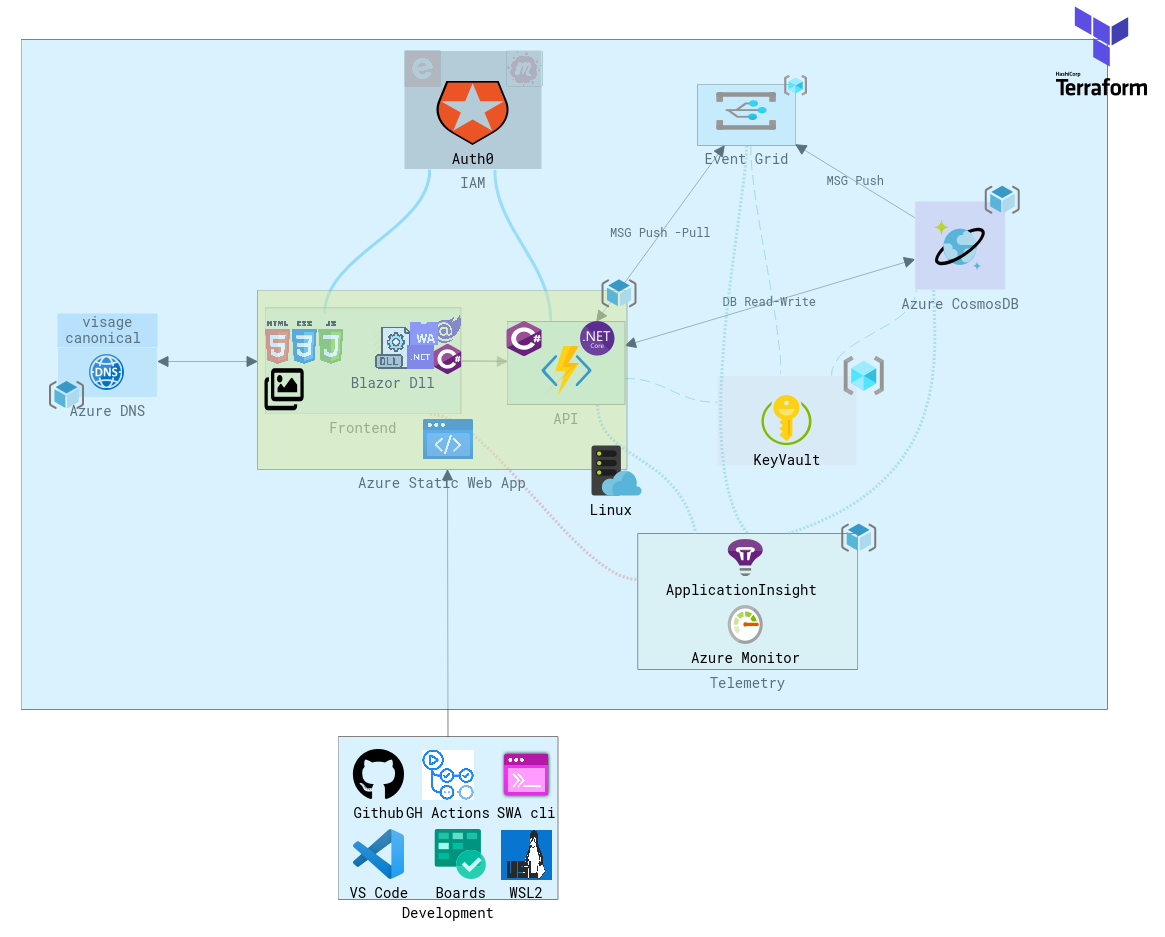 HashiCorp
Terraform
e
m
Auth0
IAM
Event Grid
MSG Push
MSG Push -Pull
Azure CosmosDB
DB Read-Write
visage
canonical
DNS
Azure DNS
HTML CSS JS
5 3 J
WA
DLL
.NET
C#
Blazor Dll
Frontend
C#
.NET
Core
API
Azure Static Web App
Linux
KeyVault
ApplicationInsight
Azure Monitor
Telemetry
Github GH Actions SWA cli
WSL
VS Code Boards WSL2
Development